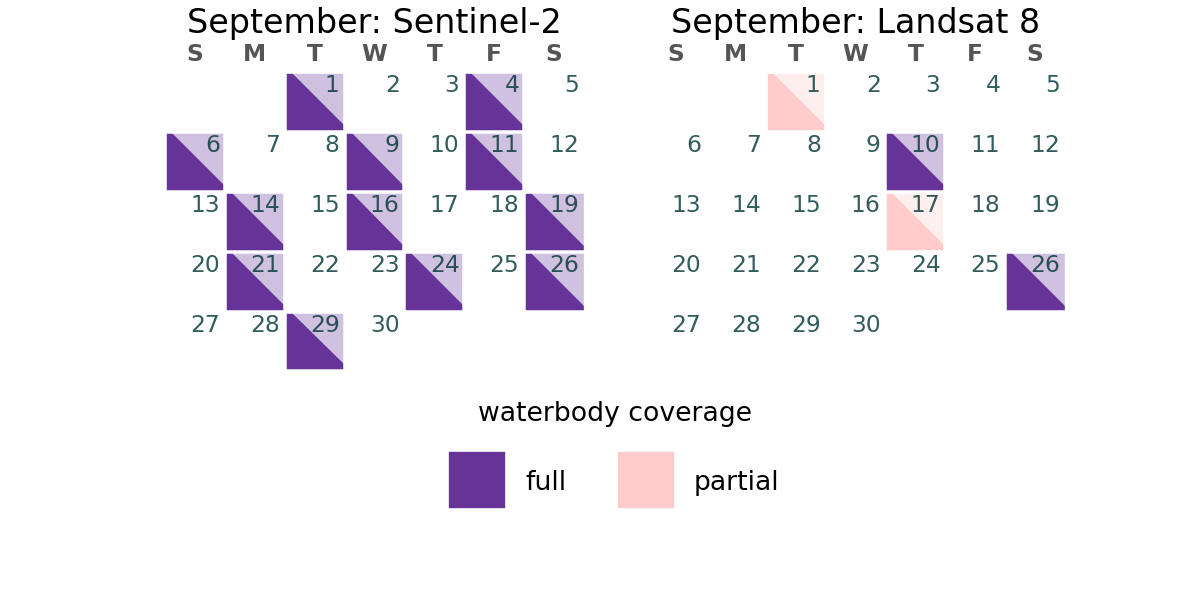 September: Sentinel-2
S M T W T F S
1 2 3 4 5
6 7 8 9 10 11 12
13 14 15 16 17 18 19
20 21 22 23 24 25 26
27 28 29 30
September: Landsat 8
S M T W T F S
1 2 3 4 5
6 7 8 9 10 11 12
13 14 15 16 17 18 19
20 21 22 23 24 25 26
27 28 29 30
waterbody coverage
full partial